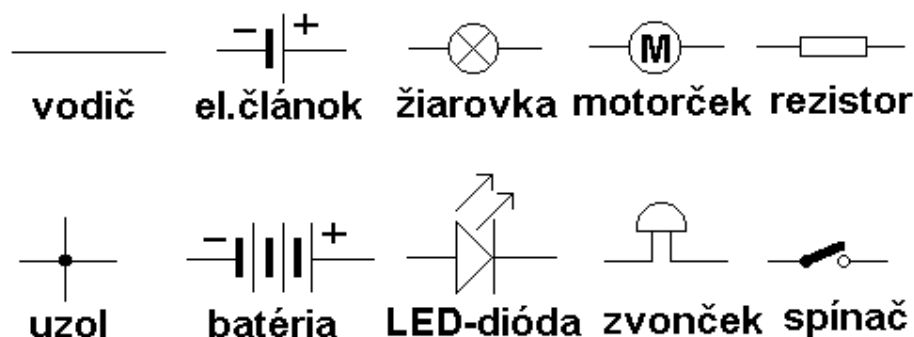 − + M
vodič el.článok žiarovka motorček rezistor
− +
uzol batéria LED-dióda zvonček spínač